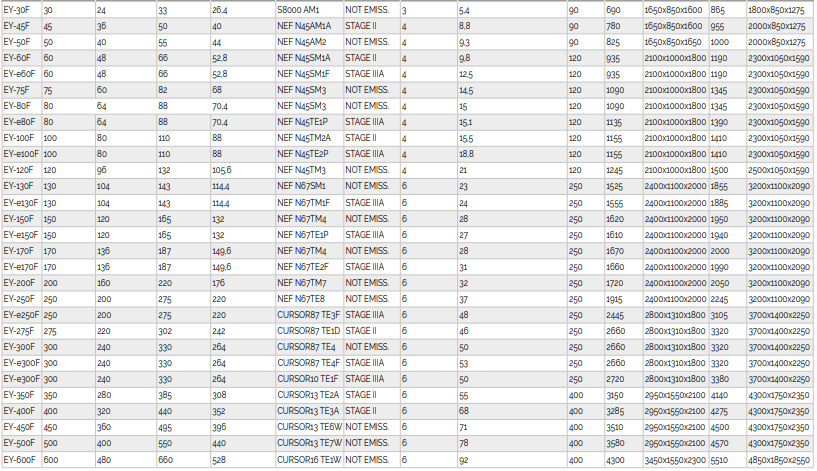 EY-30F 30 24 33 26,4 S8000 AM1 NOT EMISS. 3 5,4 90 690 1650x850x1600 865 1800x850x1275
EY-45F 45 36 50 40 NEF N45AM1A STAGE II 4 8,8 90 780 1650x850x1600 955 2000x850x1275
EY-50F 50 40 55 44 NEF N45AM2 NOT EMISS. 4 9,3 90 825 1650x850x1650 1000 2000x850x1275
EY-60F 60 48 66 52,8 NEF N45SM1A STAGE II 4 9,8 120 935 2100x1000x1800 1190 2300x1050x1590
EY-e60F 60 48 66 52,8 NEF N45SM1F STAGE IIIA 4 12,5 120 935 2100x1000x1800 1190 2300x1050x1590
EY-75F 75 60 82 68 NEF N45SM3 NOT EMISS. 4 14,5 120 1090 2100x1000x1800 1345 2300x1050x1590
EY-80F 80 64 88 70,4 NEF N45SM3 NOT EMISS. 4 15 120 1090 2100x1000x1800 1345 2300x1050x1590
EY-e80F 80 64 88 70,4 NEF N45TE1P STAGE IIIA 4 15,1 120 1135 2100x1000x1800 1390 2300x1050x1590
EY-100F 100 80 110 88 NEF N45TM2A STAGE II 4 15,5 120 1155 2100x1000x1800 1410 2300x1050x1590
EY-e100F 100 80 110 88 NEF N45TE2P STAGE IIIA 4 18,8 120 1155 2100x1000x1800 1410 2300x1050x1590
EY-120F 120 96 132 105,6 NEF N45TM3 NOT EMISS. 4 21 120 1245 2100x1000x1800 1500 2500x1050x1590
EY-130F 130 104 143 114,4 NEF N67SM1 NOT EMISS. 6 23 250 1525 2400x1100x2000 1855 3200x1100x2090
EY-e130F 130 104 143 114,4 NEF N67TM1F STAGE IIIA 6 24 250 1555 2400x1100x2000 1885 3200x1100x2090
EY-150F 150 120 165 132 NEF N67TM4 NOT EMISS. 6 28 250 1620 2400x1100x2000 1950 3200x1100x2090
EY-e150F 150 120 165 132 NEF N67TE1P STAGE IIIA 6 27 250 1610 2400x1100x2000 1940 3200x1100x2090
EY-170F 170 136 187 149,6 NEF N67TM4 NOT EMISS. 6 28 250 1670 2400x1100x2000 2000 3200x1100x2090
EY-e170F 170 136 187 149,6 NEF N67TE2F STAGE IIIA 6 31 250 1660 2400x1100x2000 1990 3200x1100x2090
EY-200F 200 160 220 176 NEF N67TM7 NOT EMISS. 6 32 250 1720 2400x1100x2000 2050 3200x1100x2090
EY-250F 250 200 275 220 NEF N67TE8 NOT EMISS. 6 37 250 1915 2400x1100x2000 2245 3200x1100x2090
EY-e250F 250 200 275 220 CURSOR87 TE3F STAGE IIIA 6 48 250 2445 2800x1310x1800 3105 3700x1400x2250
EY-275F 275 220 302 242 CURSOR87 TE1D STAGE II 6 46 250 2660 2800x1310x1800 3320 3700x1400x2250
EY-300F 300 240 330 264 CURSOR87 TE4 NOT EMISS. 6 50 250 2660 2800x1310x1800 3320 3700x1400x2250
EY-e300F 300 240 330 264 CURSOR87 TE4F STAGE IIIA 6 53 250 2660 2800x1310x1800 3320 3700x1400x2250
EY-e300F 300 240 330 264 CURSOR10 TE1F STAGE IIIA 6 50 250 2720 2800x1310x1800 3380 3700x1400x2250
EY-350F 350 280 385 308 CURSOR13 TE2A STAGE II 6 55 400 3150 2950x1550x2100 4140 4300x1750x2350
EY-400F 400 320 440 352 CURSOR13 TE3A STAGE II 6 68 400 3285 2950x1550x2100 4275 4300x1750x2350
EY-450F 450 360 495 396 CURSOR13 TE6W NOT EMISS. 6 71 400 3510 2950x1550x2100 4500 4300x1750x2350
EY-500F 500 400 550 440 CURSOR13 TE7W NOT EMISS. 6 78 400 3580 2950x1550x2100 4570 4300x1750x2350
EY-600F 600 480 660 528 CURSOR16 TE1W NOT EMISS. 6 92 400 4300 3450x1550x2300 5510 4850x1850x2550